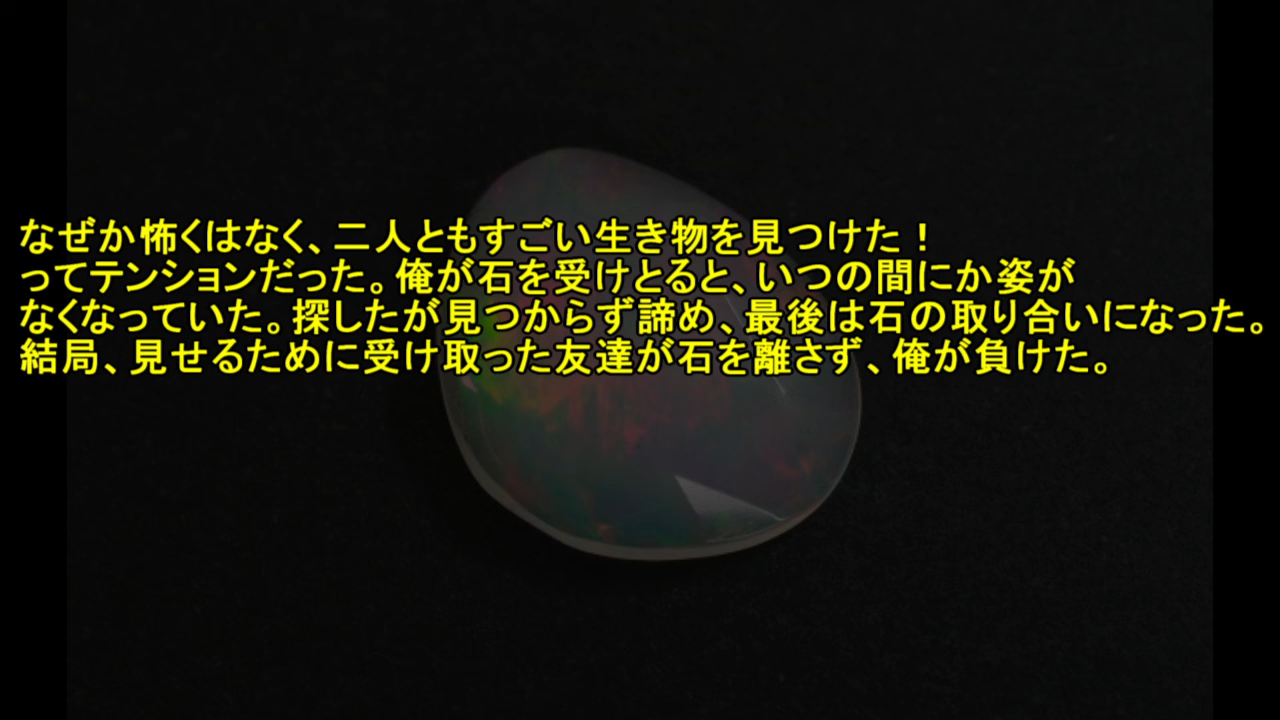 なぜか怖くはなく、二人ともすごい生き物を見つけた！
ってテンションだった。俺が石を受けとると、いつの間にか姿が
なくなっていた。探したが見つからず諦め、最後は石の取り合いになった。
結局、見せるために受け取った友達が石を離さず、俺が負けた。